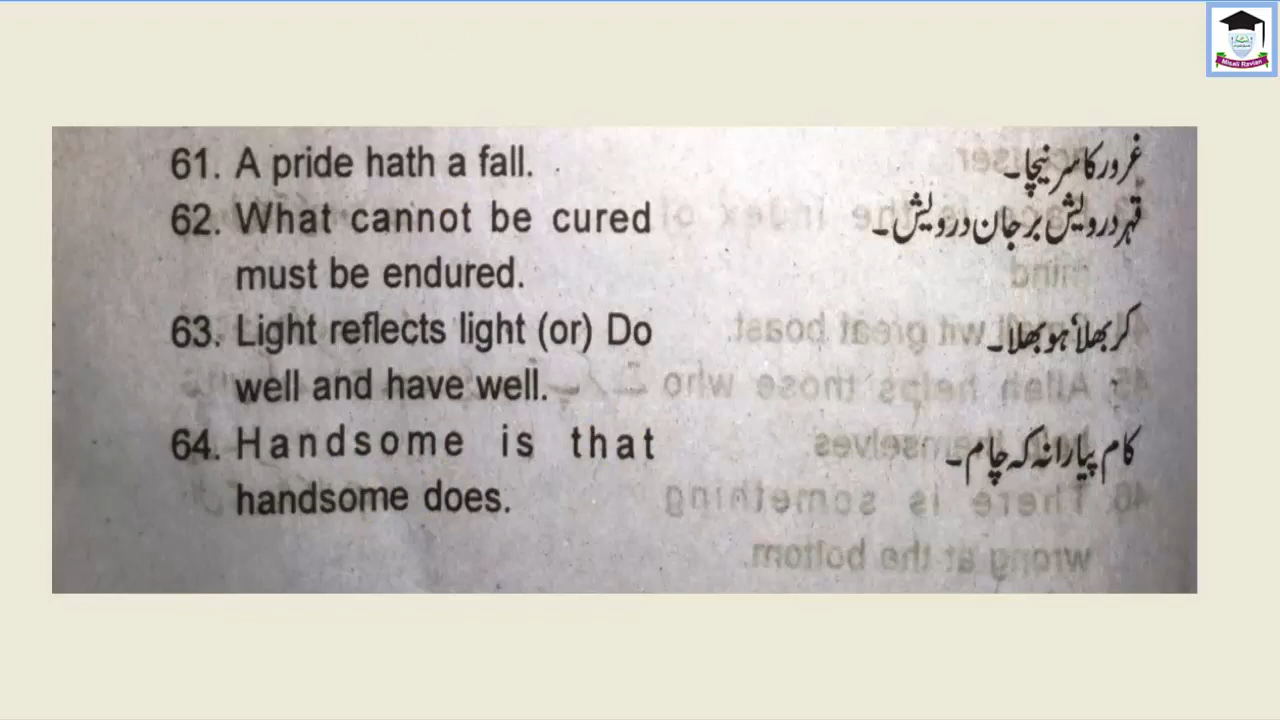 Misali Ravian
61. A pride hath a fall. غرور کا سر نیچا۔
62. What cannot be cured قہر درویش بر جان درویش۔
must be endured.
63. Light reflects light (or) Do کر بھلا ہو بھلا۔
well and have well.
64. Handsome is that کام پیارا نہ کہ چام۔
handsome does.